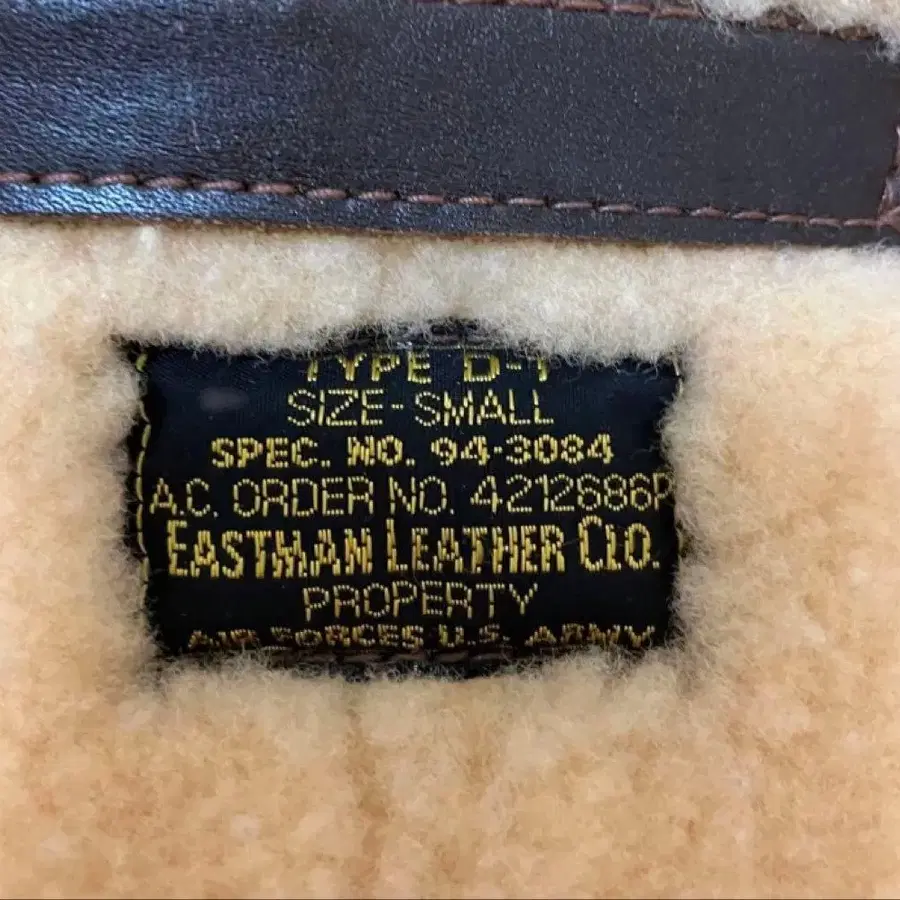 TYPE D-1
SIZE-SMALL
SPEC. NO. 94-3084
A.C. ORDER NO. 4212686P
EASTMAN LEATHER CLO.
PROPERTY
AIR FORCES U.S. ARMY